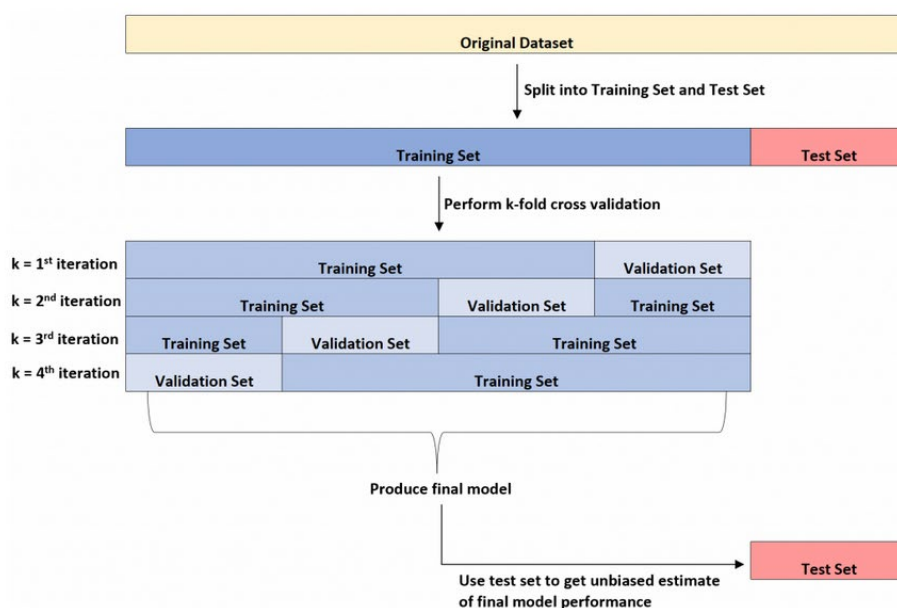 Original Dataset
Split into Training Set and Test Set
Training Set
Test Set
Perform k-fold cross validation
k = 1st iteration
Training Set
Validation Set
k = 2nd iteration
Training Set
Validation Set
Training Set
k = 3rd iteration
Training Set
Validation Set
Training Set
k = 4th iteration
Validation Set
Training Set
Produce final model
Use test set to get unbiased estimate
of final model performance
Test Set